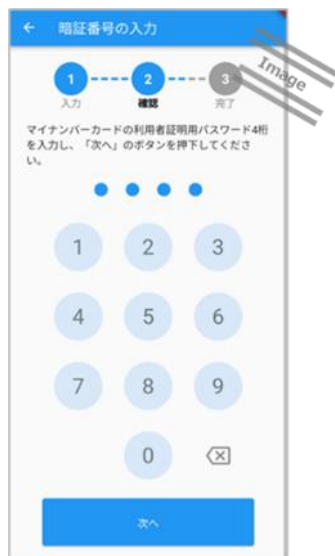 ← 暗証番号の入力
Image
1 2 3
入力 確認 完了
マイナンバーカードの利用者証明用パスワード4桁
を入力し、「次へ」のボタンを押下してくださ
い。
1 2 3
4 5 6
7 8 9
0
次へ